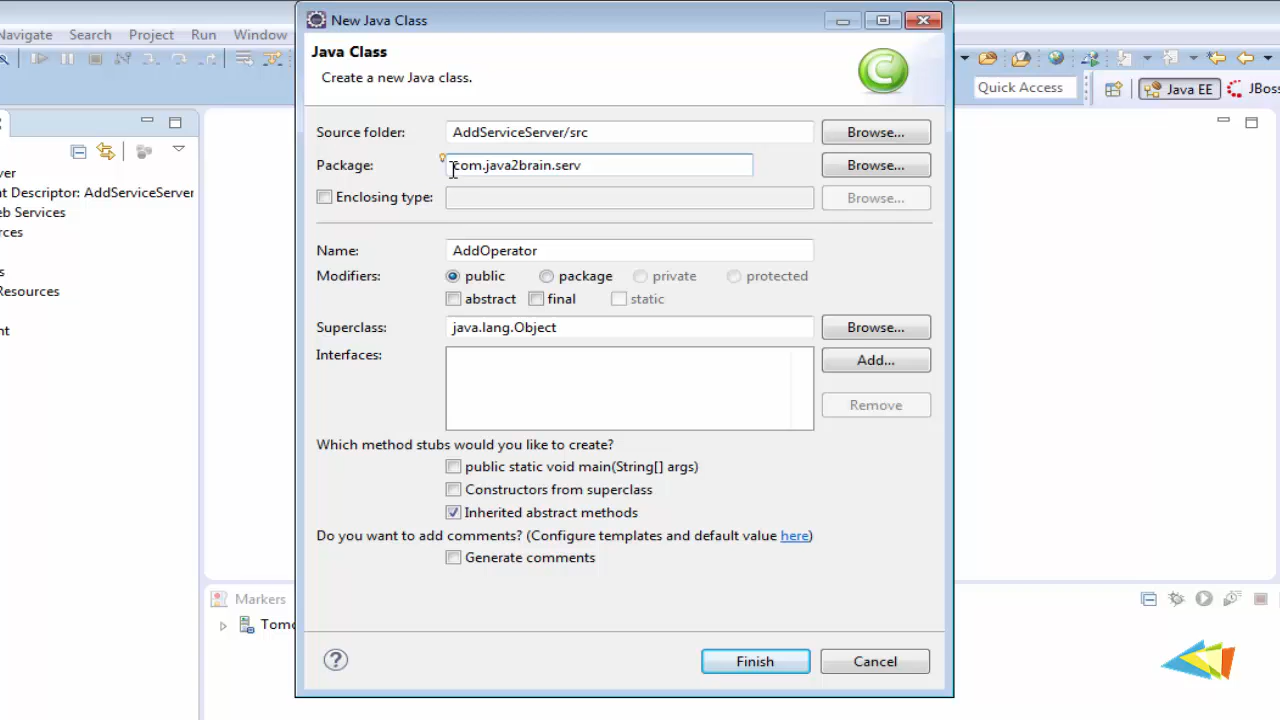 New Java Class
Java Class
Create a new Java class.
Navigate Search Project Run Window
Quick Access
Java EE
JBoss
Source folder: AddServiceServer/src Browse...
Package: com.java2brain.serv Browse...
Enclosing type: Browse...
Name: AddOperator
Modifiers: public package private protected
abstract final static
Superclass: java.lang.Object Browse...
Interfaces: Add...
Remove
Which method stubs would you like to create?
public static void main(String[] args)
Constructors from superclass
Inherited abstract methods
Do you want to add comments? (Configure templates and default value here)
Generate comments
Finish Cancel
nt Descriptor: AddServiceServer
eb Services
Resources
Markers